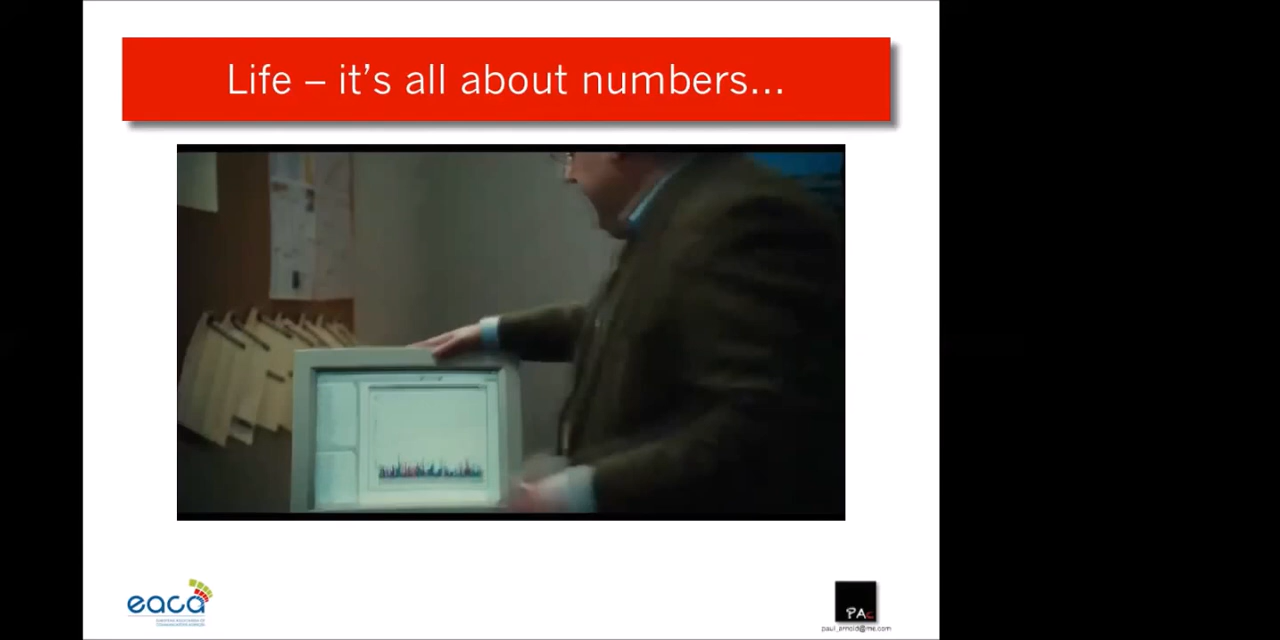 Life – it's all about numbers...
eaca
PAc
paul_arnold@me.com